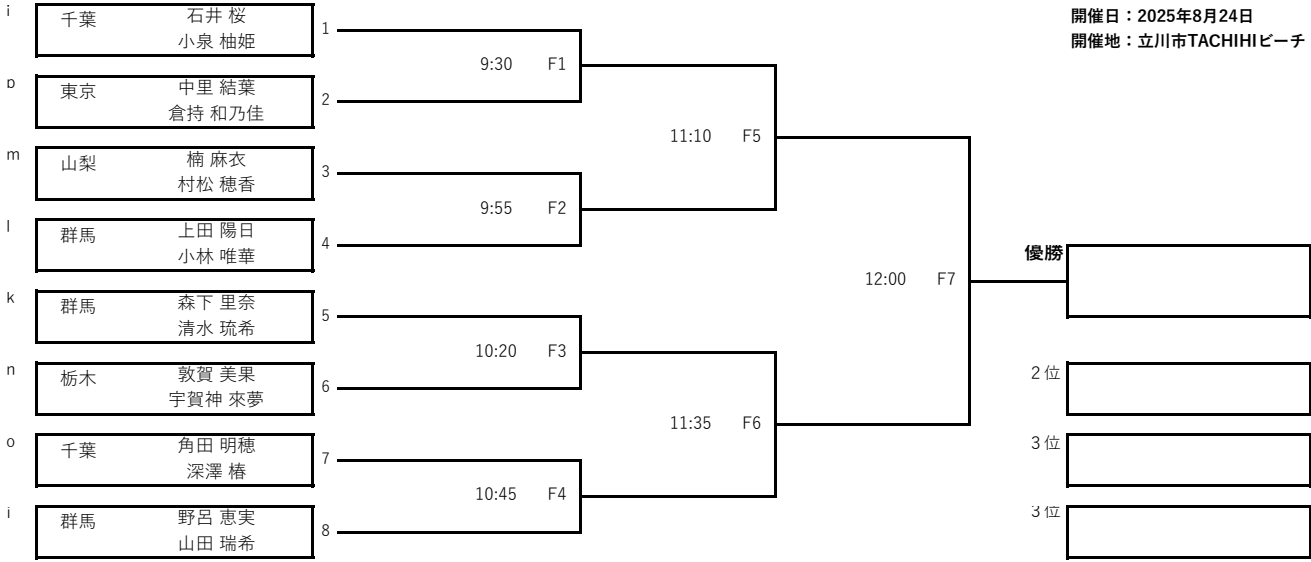 開催日：2025年8月24日
開催地：立川市TACHIHIビーチ
i 千葉 石井 桜
小泉 柚姫
1
9:30 F1
p 東京 中里 結葉
倉持 和乃佳
2
11:10 F5
m 山梨 楠 麻衣
村松 穂香
3
9:55 F2
l 群馬 上田 陽日
小林 唯華
4
優勝
12:00 F7
k 群馬 森下 里奈
清水 琉希
5
10:20 F3
n 栃木 敦賀 美果
宇賀神 來夢
6
2位
11:35 F6
o 千葉 角田 明穂
深澤 椿
7
3位
10:45 F4
i 群馬 野呂 恵実
山田 瑞希
8
3位